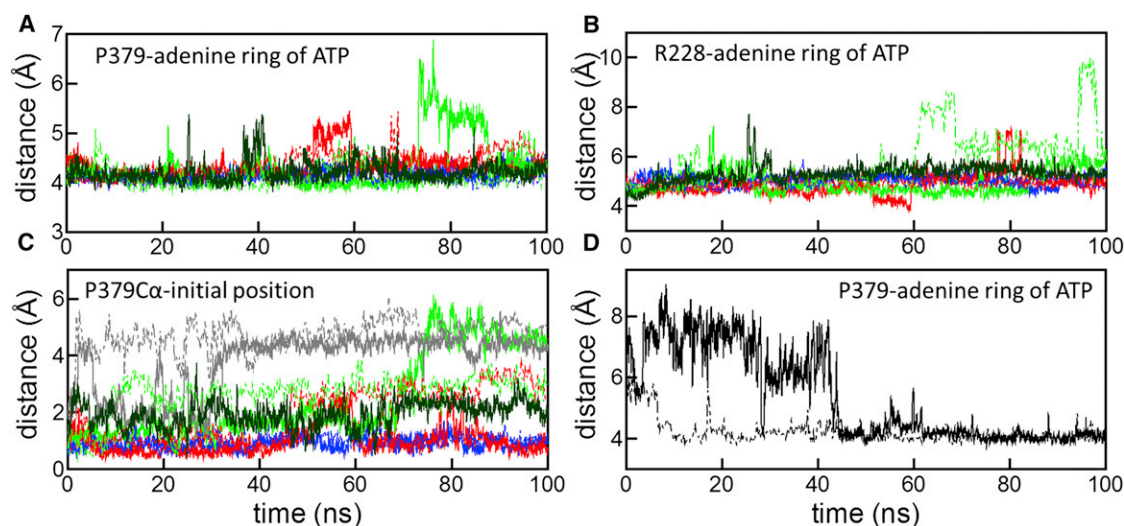 A
B
P379-adenine ring of ATP
R228-adenine ring of ATP
distance (Å)
distance (Å)
7
6
5
4
3
10
8
6
4
0 20 40 60 80 100
0 20 40 60 80 100
C
D
P379Cα-initial position
P379-adenine ring of ATP
distance (Å)
distance (Å)
6
4
2
0
8
6
4
0 20 40 60 80 100
0 20 40 60 80 100
time (ns)
time (ns)